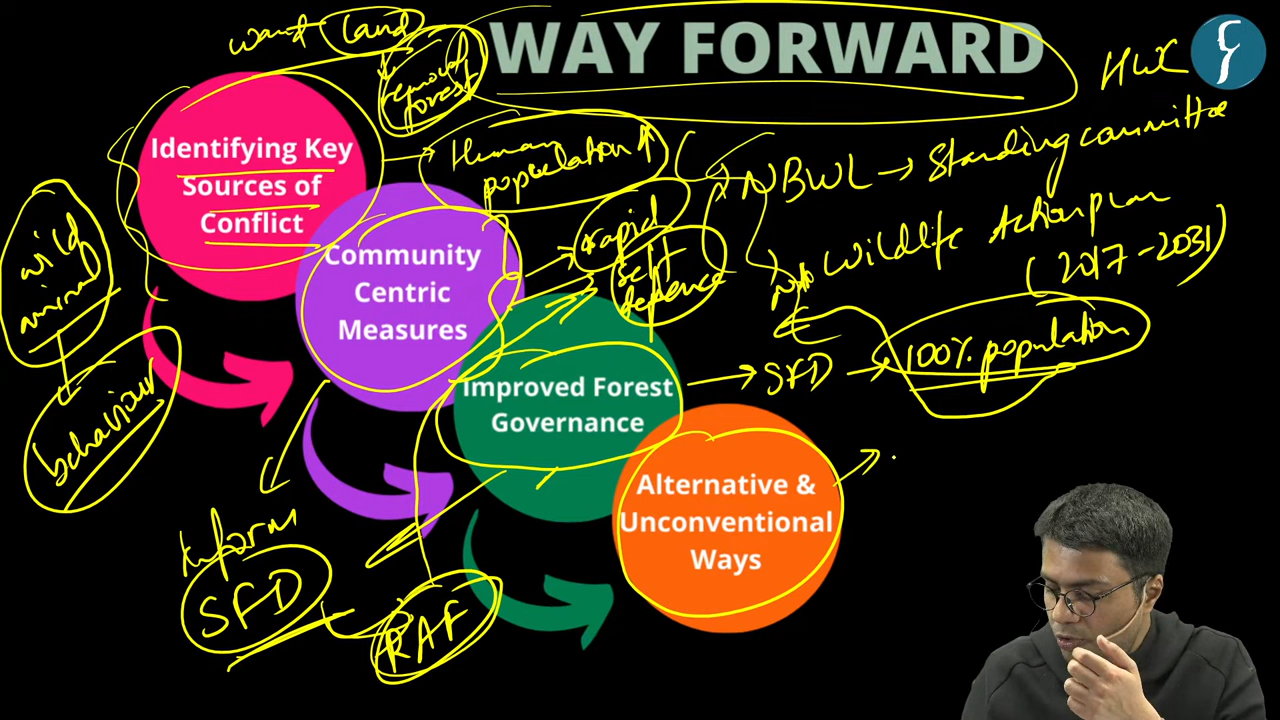 want land
removal
forest
WAY FORWARD
HWC
Identifying Key
Sources of
Conflict
Human
population
NBWL → Standing committee
wild
animal
behaviour
Community
Centric
Measures
rapid
self
defence
Wildlife Action plan
(2017-2031)
Improved Forest
Governance
→ SFD → 100% population
Alternative &
Unconventional
Ways
Inform
SFD
RAF